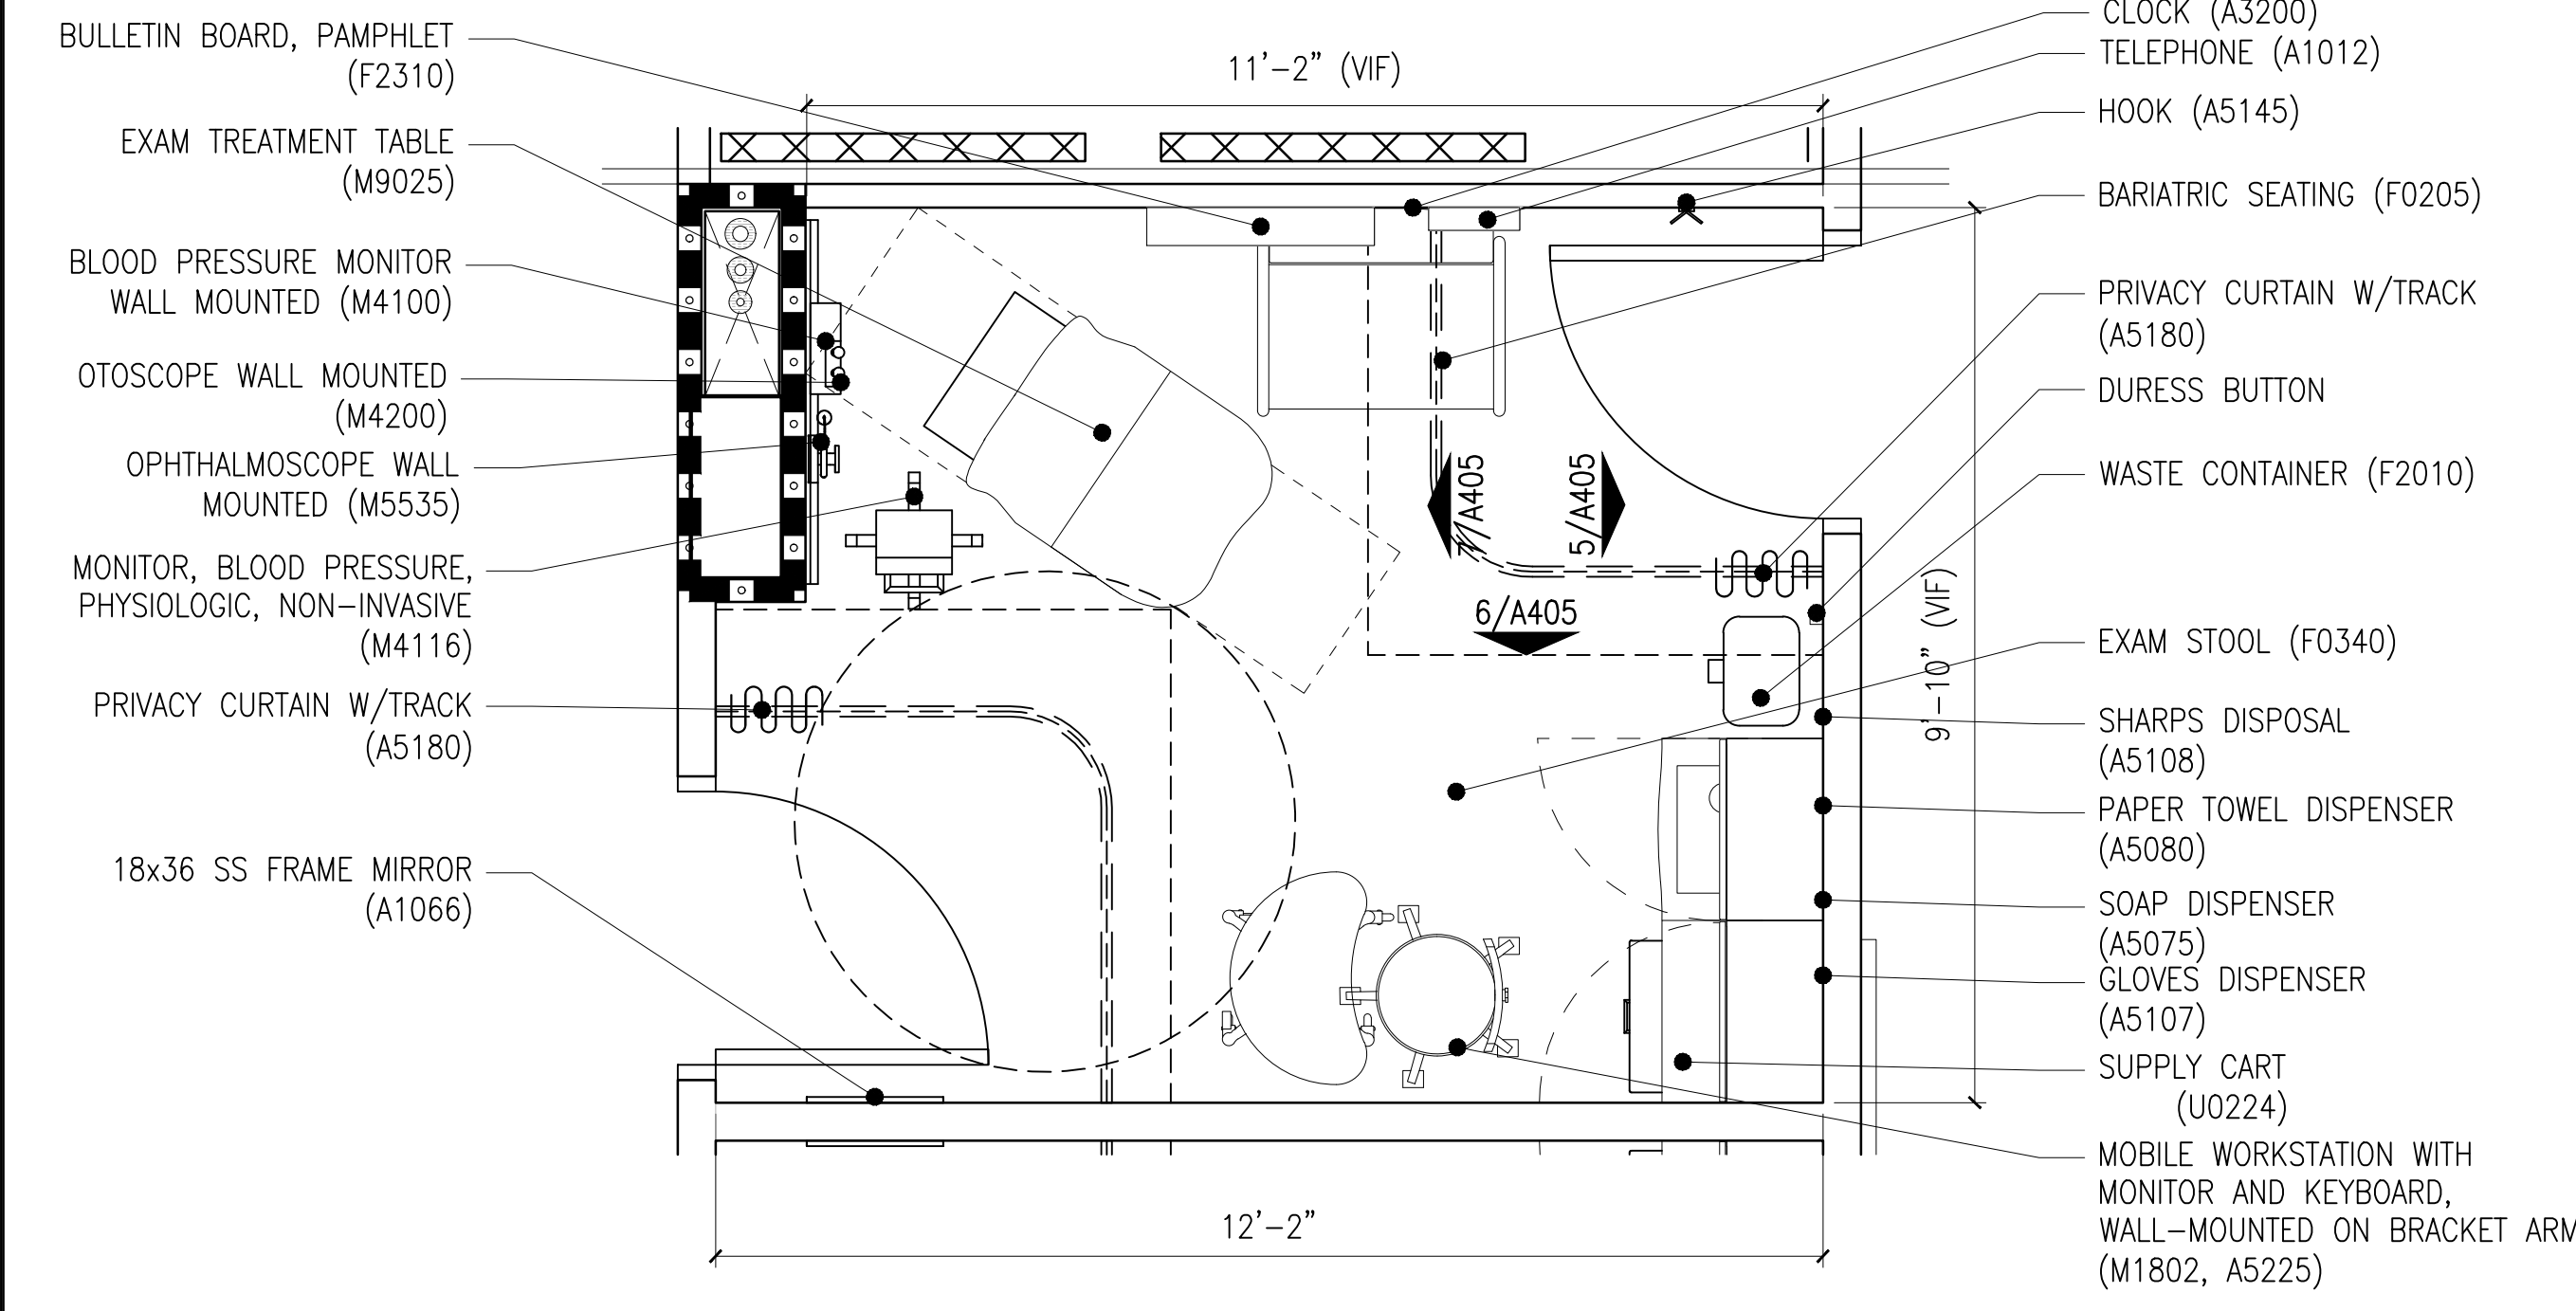 BULLETIN BOARD, PAMPHLET
(F2310)
EXAM TREATMENT TABLE
(M9025)
BLOOD PRESSURE MONITOR
WALL MOUNTED (M4100)
OTOSCOPE WALL MOUNTED
(M4200)
OPHTHALMOSCOPE WALL
MOUNTED (M5535)
MONITOR, BLOOD PRESSURE,
PHYSIOLOGIC, NON-INVASIVE
(M4116)
PRIVACY CURTAIN W/TRACK
(A5180)
18x36 SS FRAME MIRROR
(A1066)
11'-2" (VIF)
7/A405
5/A405
6/A405
9'-10" (VIF)
12'-2"
CLOCK (A3200)
TELEPHONE (A1012)
HOOK (A5145)
BARIATRIC SEATING (F0205)
PRIVACY CURTAIN W/TRACK
(A5180)
DURESS BUTTON
WASTE CONTAINER (F2010)
EXAM STOOL (F0340)
SHARPS DISPOSAL
(A5108)
PAPER TOWEL DISPENSER
(A5080)
SOAP DISPENSER
(A5075)
GLOVES DISPENSER
(A5107)
SUPPLY CART
(U0224)
MOBILE WORKSTATION WITH
MONITOR AND KEYBOARD,
WALL-MOUNTED ON BRACKET ARM
(M1802, A5225)